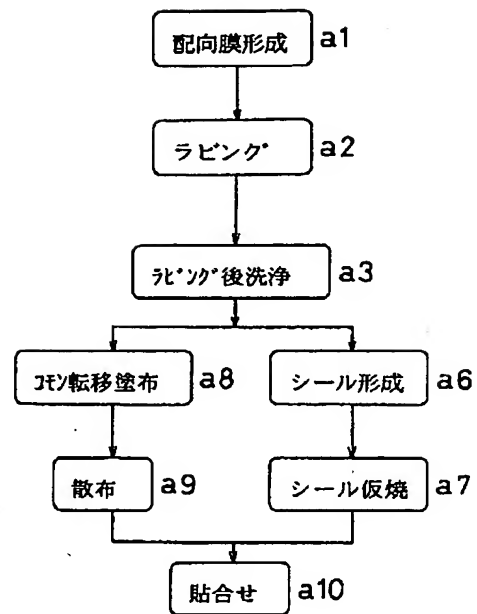 配向膜形成 a1
ラビング a2
ﾗﾋﾞﾝｸﾞ後洗浄 a3
ｺﾓﾝ転移塗布 a8
シール形成 a6
散布 a9
シール仮焼 a7
貼合せ a10